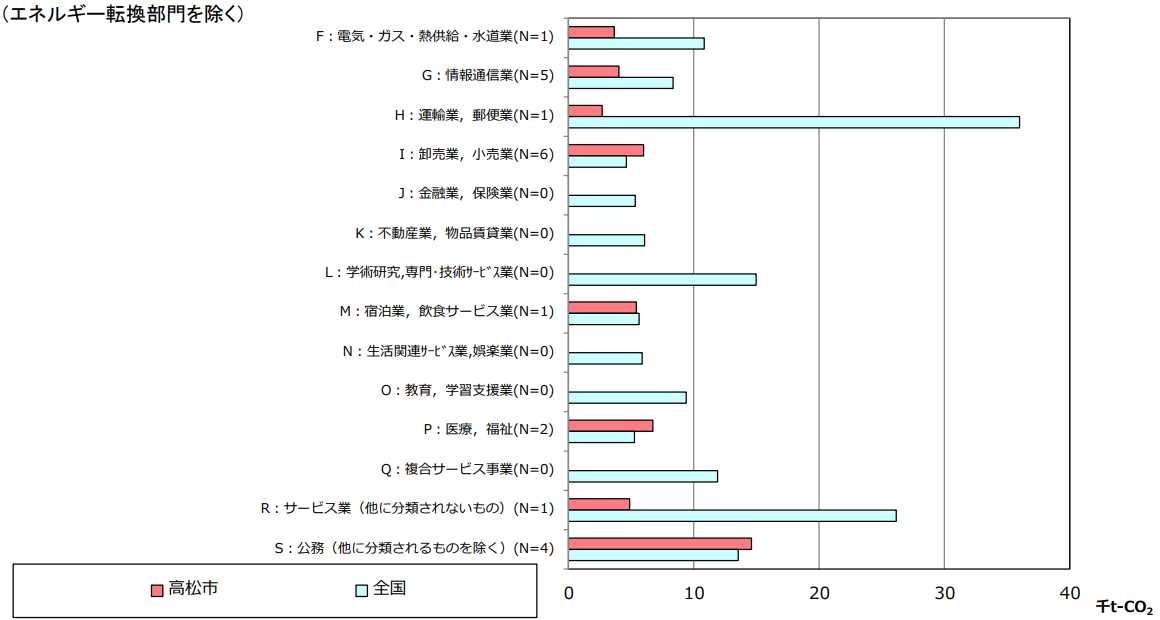 （エネルギー転換部門を除く）
F：電気・ガス・熱供給・水道業(N=1)
G：情報通信業(N=5)
H：運輸業，郵便業(N=1)
I：卸売業，小売業(N=6)
J：金融業，保険業(N=0)
K：不動産業，物品賃貸業(N=0)
L：学術研究,専門･技術ｻｰﾋﾞｽ業(N=0)
M：宿泊業，飲食サービス業(N=1)
N：生活関連ｻｰﾋﾞｽ業,娯楽業(N=0)
O：教育，学習支援業(N=0)
P：医療，福祉(N=2)
Q：複合サービス事業(N=0)
R：サービス業（他に分類されないもの）(N=1)
S：公務（他に分類されるものを除く）(N=4)
高松市 全国
0 10 20 30 40
千t-CO₂